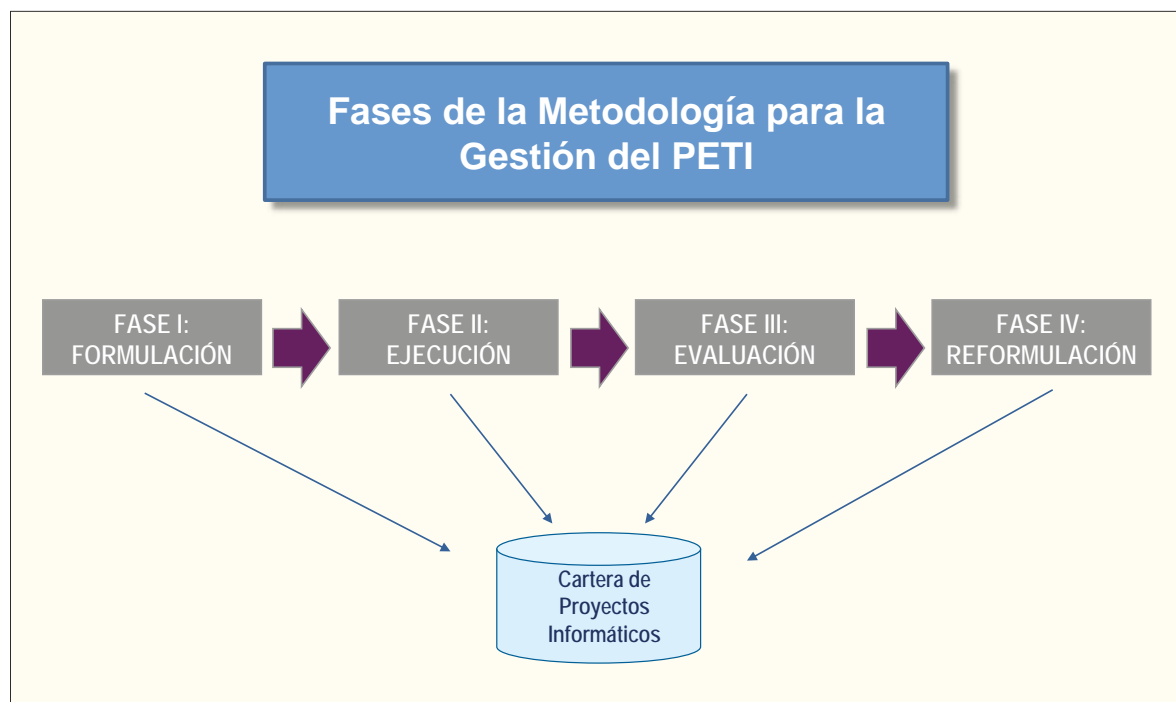 Fases de la Metodología para la
Gestión del PETI
FASE I:
FORMULACIÓN
FASE II:
EJECUCIÓN
FASE III:
EVALUACIÓN
FASE IV:
REFORMULACIÓN
Cartera de
Proyectos
Informáticos